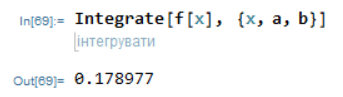 In[69]:= Integrate[f[x], {x, a, b}]
інтегрувати
Out[69]= 0.178977